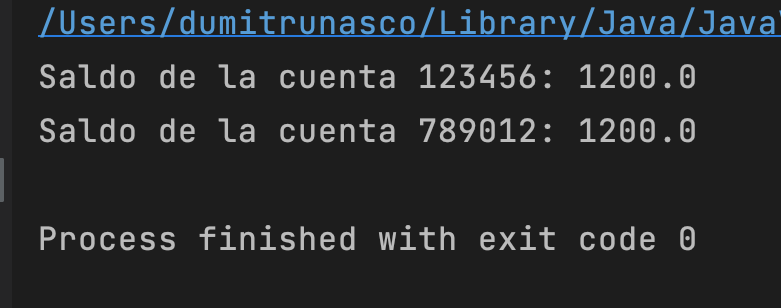 /Users/dumitrunasco/Library/Java/Java
Saldo de la cuenta 123456: 1200.0
Saldo de la cuenta 789012: 1200.0
Process finished with exit code 0